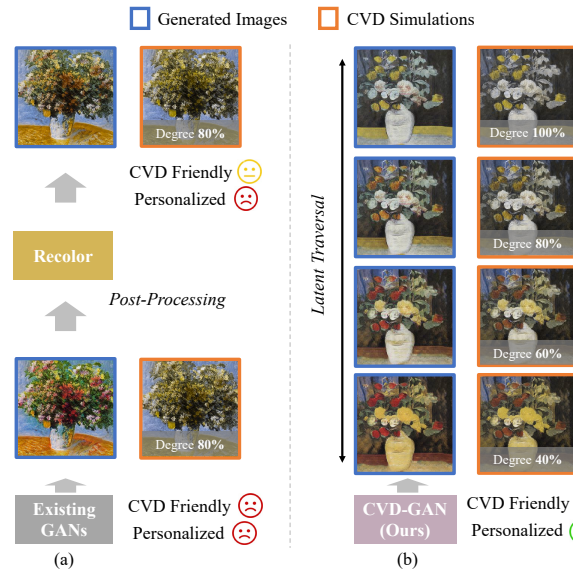 Generated Images
CVD Simulations
Degree 80%
CVD Friendly
Personalized
Recolor
Post-Processing
Degree 80%
Existing
GANs
CVD Friendly
Personalized
(a)
Latent Traversal
Degree 100%
Degree 80%
Degree 60%
Degree 40%
CVD-GAN
(Ours)
CVD Friendly
Personalized
(b)